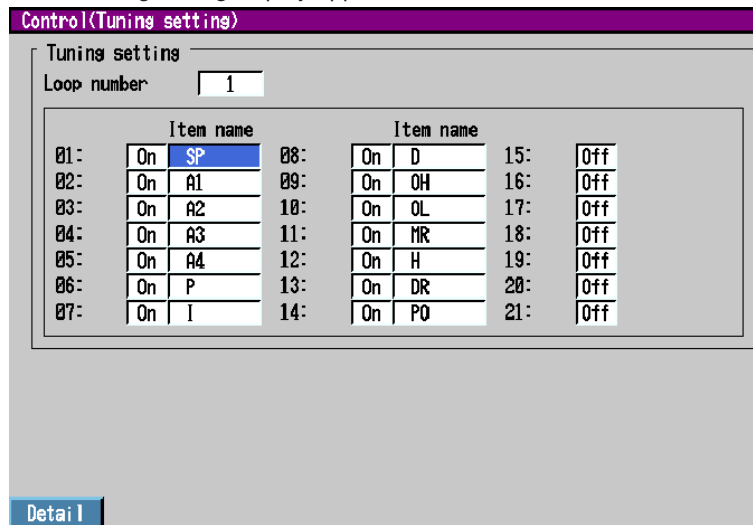 Control(Tuning setting)
Tuning setting
Loop number 1
Item name Item name
01: On SP 08: On D 15: Off
02: On A1 09: On OH 16: Off
03: On A2 10: On OL 17: Off
04: On A3 11: On MR 18: Off
05: On A4 12: On H 19: Off
06: On P 13: On DR 20: Off
07: On I 14: On PO 21: Off
Detail